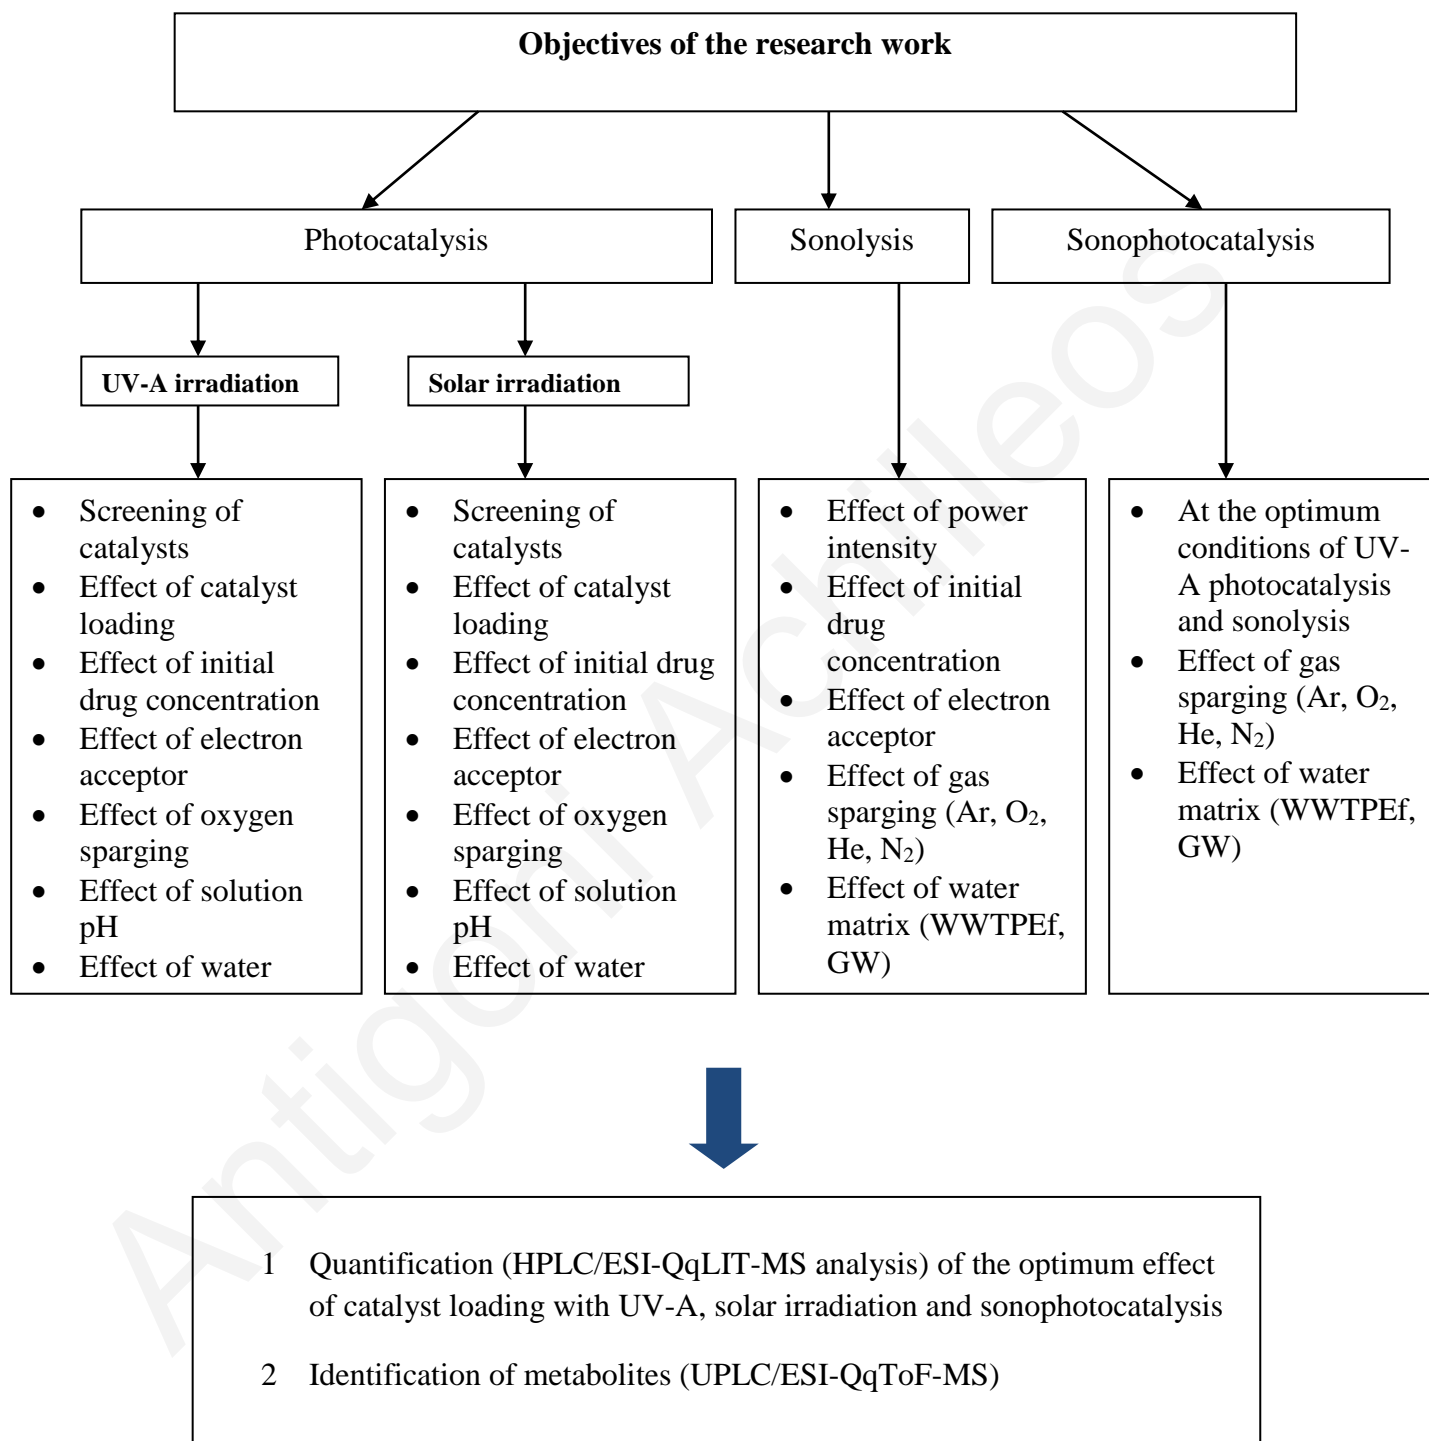 Objectives of the research work
Photocatalysis
Sonolysis
Sonophotocatalysis
UV-A irradiation
Solar irradiation
• Screening of
catalysts
• Effect of catalyst
loading
• Effect of initial
drug concentration
• Effect of electron
acceptor
• Effect of oxygen
sparging
• Effect of solution
pH
• Effect of water
• Screening of
catalysts
• Effect of catalyst
loading
• Effect of initial drug
concentration
• Effect of electron
acceptor
• Effect of oxygen
sparging
• Effect of solution
pH
• Effect of water
• Effect of power
intensity
• Effect of initial
drug
concentration
• Effect of electron
acceptor
• Effect of gas
sparging (Ar, O₂,
He, N₂)
• Effect of water
matrix (WWTPEf,
GW)
• At the optimum
conditions of UV-
A photocatalysis
and sonolysis
• Effect of gas
sparging (Ar, O₂,
He, N₂)
• Effect of water
matrix (WWTPEf,
GW)
1 Quantification (HPLC/ESI-QqLIT-MS analysis) of the optimum effect
of catalyst loading with UV-A, solar irradiation and sonophotocatalysis
2 Identification of metabolites (UPLC/ESI-QqToF-MS)
Antigoni Achilleos